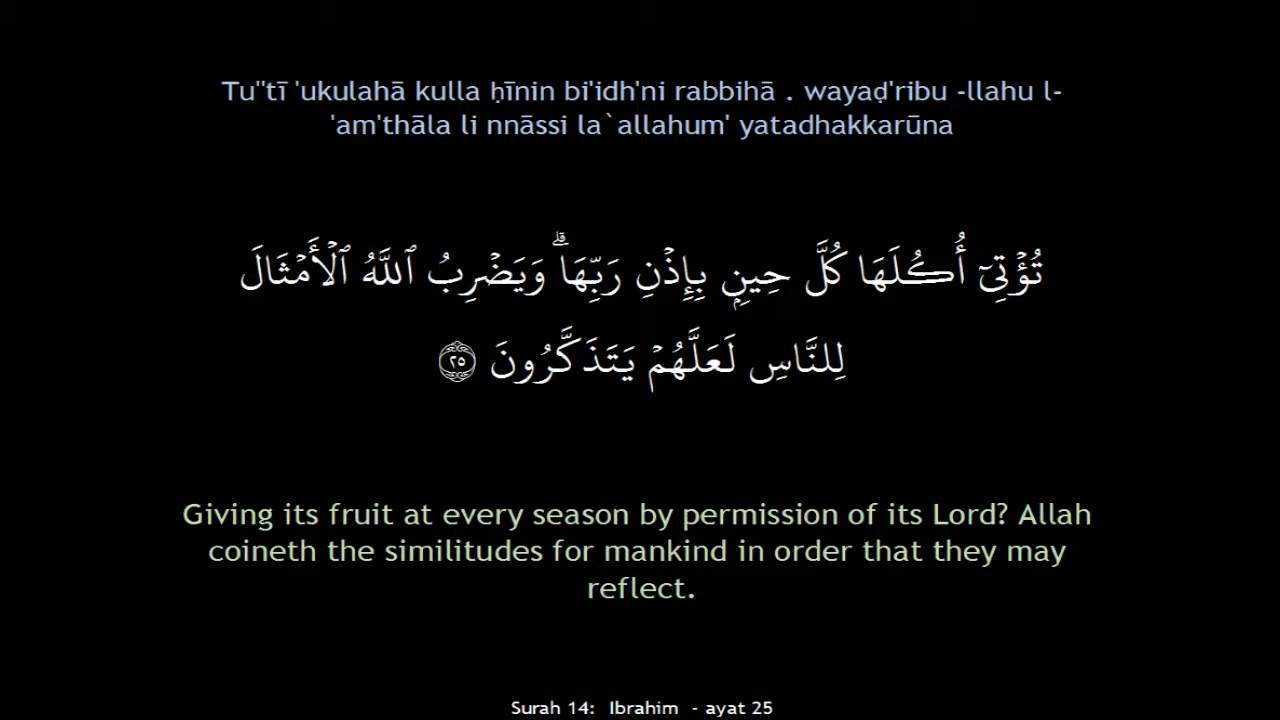 Tu''tī 'ukulahā kulla ḥīnin bi'idh'ni rabbihā . wayaḍ'ribu -llahu l-
'am'thāla li nnāssi la`allahum' yatadhakkarūna
تُؤْتِىٓ أُكُلَهَا كُلَّ حِينٍۭ بِإِذْنِ رَبِّهَا ۗ وَيَضْرِبُ ٱللَّهُ ٱلْأَمْثَالَ
لِلنَّاسِ لَعَلَّهُمْ يَتَذَكَّرُونَ ٢٥
Giving its fruit at every season by permission of its Lord? Allah
coineth the similitudes for mankind in order that they may
reflect.
Surah 14:  Ibrahim  - ayat 25